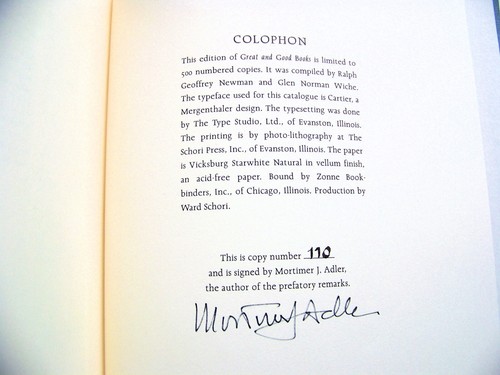 COLOPHON
This edition of Great and Good Books is limited to
500 numbered copies. It was compiled by Ralph
Geoffrey Newman and Glen Norman Wiche.
The typeface used for this catalogue is Cartier, a
Mergenthaler design. The typesetting was done
by The Type Studio, Ltd., of Evanston, Illinois.
The printing is by photo-lithography at The
Schori Press, Inc., of Evanston, Illinois. The paper
is Vicksburg Starwhite Natural in vellum finish,
an acid-free paper. Bound by Zonne Book-
binders, Inc., of Chicago, Illinois. Production by
Ward Schori.
This is copy number 110
and is signed by Mortimer J. Adler,
the author of the prefatory remarks.
Mortimer J Adler